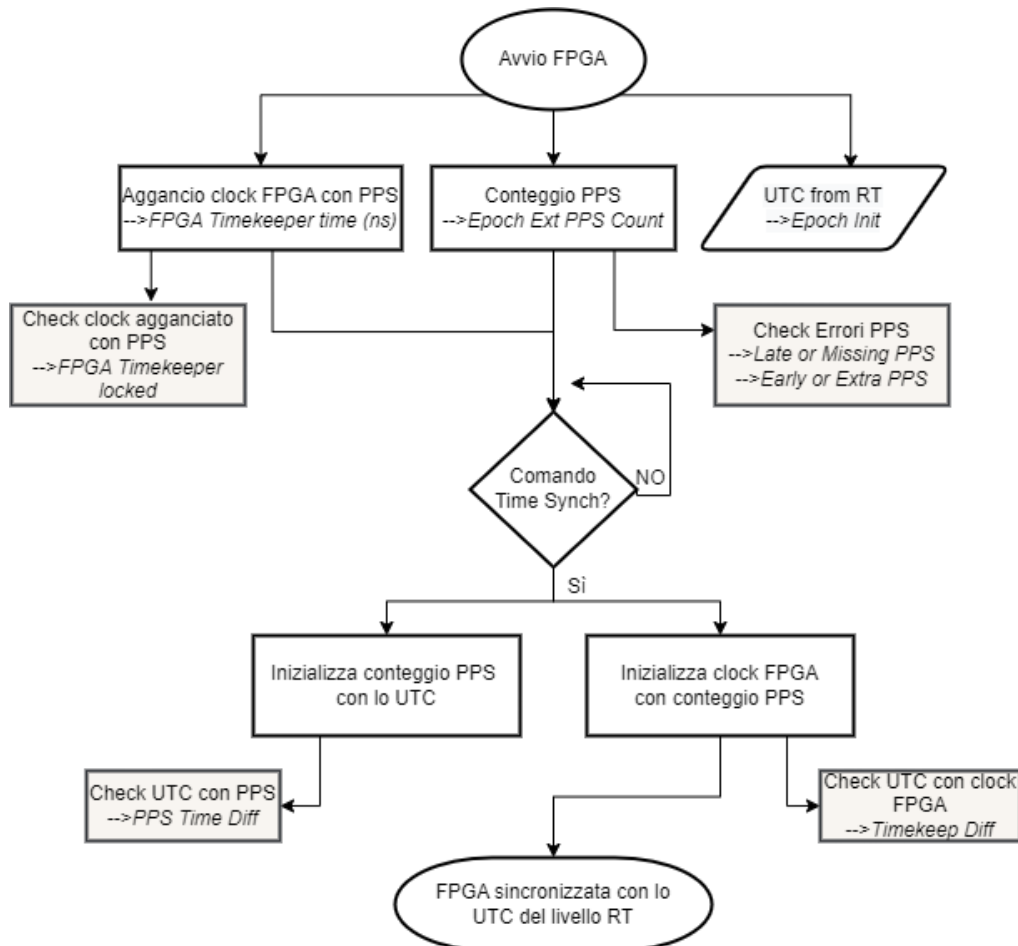 Avvio FPGA
Aggancio clock FPGA con PPS
-->FPGA Timekeeper time (ns)
Conteggio PPS
-->Epoch Ext PPS Count
UTC from RT
-->Epoch Init
Check clock agganciato
con PPS
-->FPGA Timekeeper
locked
Check Errori PPS
-->Late or Missing PPS
-->Early or Extra PPS
Comando
Time Synch?
NO
Sì
Inizializza conteggio PPS
con lo UTC
Inizializza clock FPGA
con conteggio PPS
Check UTC con PPS
-->PPS Time Diff
Check UTC con clock
FPGA
-->Timekeep Diff
FPGA sincronizzata con lo
UTC del livello RT